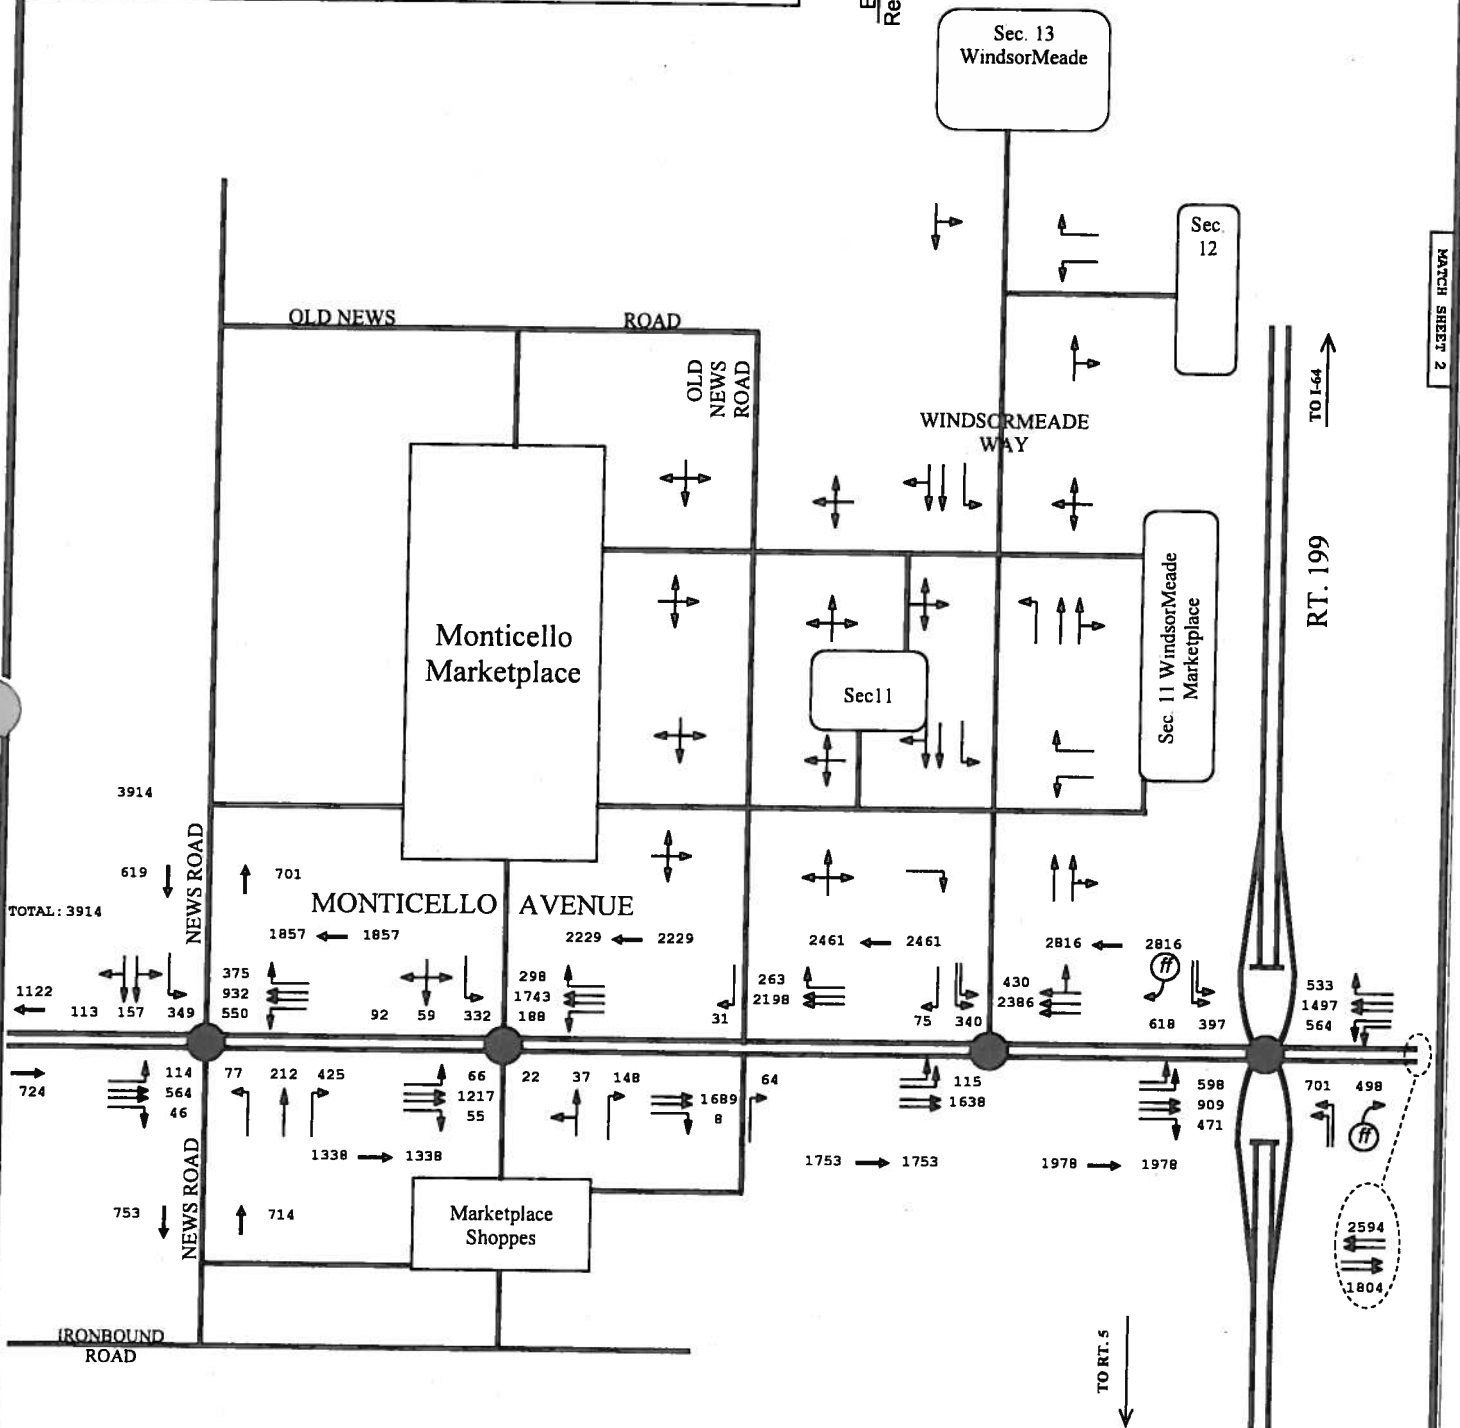 E
Re
Sec. 13
WindsorMeade
Sec.
12
MATCH SHEET 2
OLD NEWS ROAD
OLD
NEWS
ROAD
TO I-64
WINDSORMEADE
WAY
RT. 199
Monticello
Marketplace
Sec11
Sec. 11 WindsorMeade
Marketplace
3914
NEWS ROAD
619
701
TOTAL: 3914
MONTICELLO AVENUE
1857 1857
2229 2229
2461 2461
2816 2816
ff
1122
113 157 349
375
932
550
92 59 332
298
1743
188
31
263
2198
75 340
430
2386
618 397
533
1497
564
724
114
564
46
77 212 425
66
1217
55
22 37 148
1689
8
64
115
1638
598
909
471
701 498
ff
1338 1338
1753 1753
1978 1978
NEWS ROAD
753
714
Marketplace
Shoppes
2594
1804
IRONBOUND
ROAD
TO RT. 5